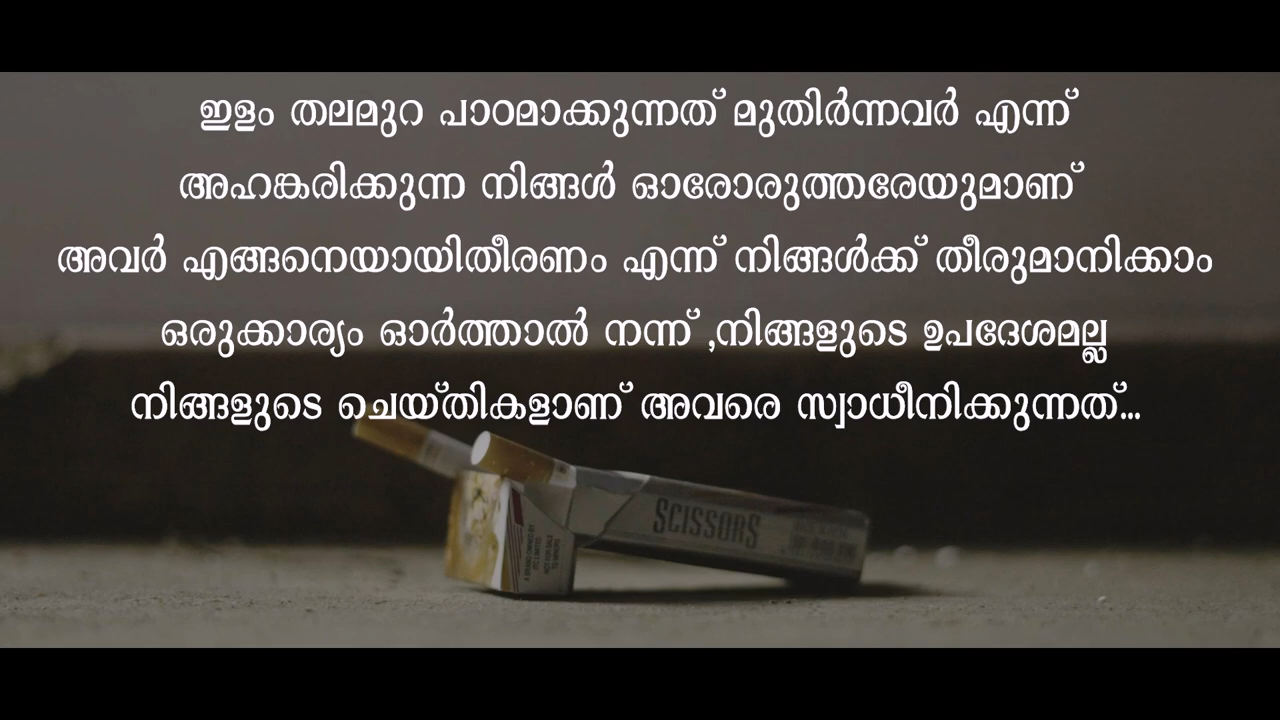 ഇളം തലമുറ പാഠമാക്കുന്നത് മുതിർന്നവർ എന്ന്
അഹങ്കരിക്കുന്ന നിങ്ങൾ ഓരോരുത്തരേയുമാണ്
അവർ എങ്ങനെയായിതീരണം എന്ന് നിങ്ങൾക്ക് തീരുമാനിക്കാം
ഒരുക്കാര്യം ഓർത്താൽ നന്ന് ,നിങ്ങളുടെ ഉപദേശമല്ല
നിങ്ങളുടെ ചെയ്തികളാണ് അവരെ സ്വാധീനിക്കുന്നത്...
SCISSORS